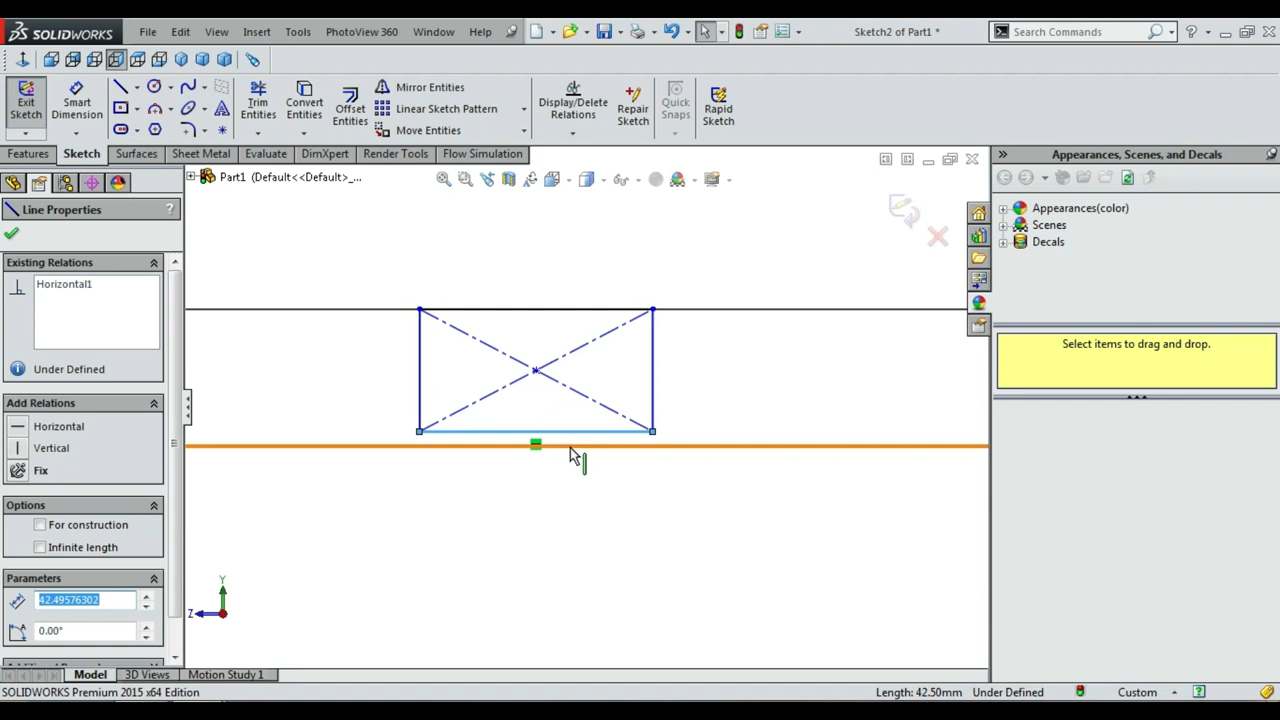 SOLIDWORKS File Edit View Insert Tools PhotoView 360 Window Help Sketch2 of Part1 * Search Commands
Exit Sketch Smart Dimension Trim Entities Convert Entities Offset Entities Mirror Entities Linear Sketch Pattern Move Entities Display/Delete Relations Repair Sketch Quick Snaps Rapid Sketch
Features Sketch Surfaces Sheet Metal Evaluate DimXpert Render Tools Flow Simulation
Appearances, Scenes, and Decals
Part1 (Default<<Default>_...
Line Properties ?
Appearances(color)
Scenes
Decals
Existing Relations
Horizontal1
Under Defined
Select items to drag and drop.
Add Relations
Horizontal
Vertical
Fix
Options
For construction
Infinite length
Parameters
42.49576302
0.00°
Y
Z
Model 3D Views Motion Study 1
SOLIDWORKS Premium 2015 x64 Edition Length: 42.50mm Under Defined Custom